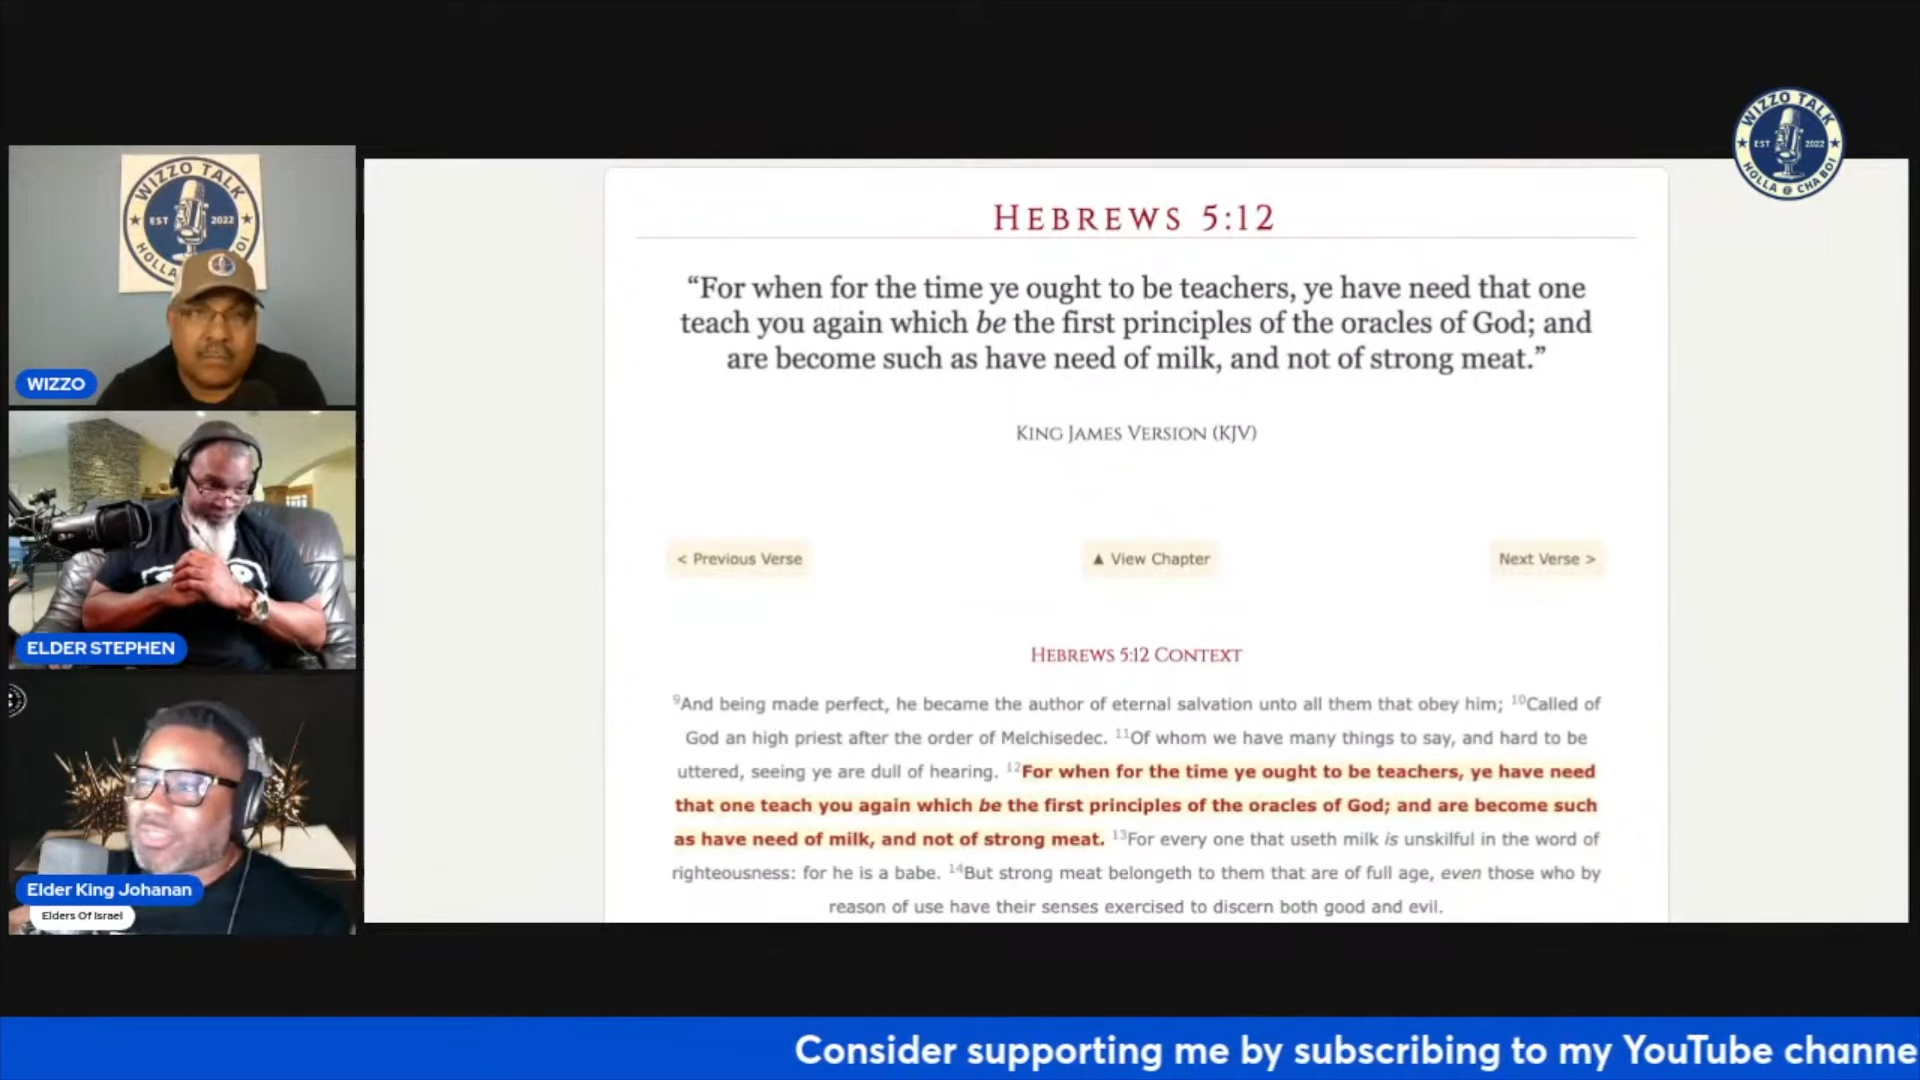 WIZZO TALK
EST 2022
HOLLA @ CHA BOI
WIZZO TALK
EST 2022
HOLLA
WIZZO
ELDER STEPHEN
Elder King Johanan
Elders Of Israel
HEBREWS 5:12
“For when for the time ye ought to be teachers, ye have need that one
teach you again which be the first principles of the oracles of God; and
are become such as have need of milk, and not of strong meat.”
KING JAMES VERSION (KJV)
< Previous Verse
▲ View Chapter
Next Verse >
HEBREWS 5:12 CONTEXT
9And being made perfect, he became the author of eternal salvation unto all them that obey him; 10Called of
God an high priest after the order of Melchisedec. 11Of whom we have many things to say, and hard to be
uttered, seeing ye are dull of hearing. 12For when for the time ye ought to be teachers, ye have need
that one teach you again which be the first principles of the oracles of God; and are become such
as have need of milk, and not of strong meat. 13For every one that useth milk is unskilful in the word of
righteousness: for he is a babe. 14But strong meat belongeth to them that are of full age, even those who by
reason of use have their senses exercised to discern both good and evil.
Consider supporting me by subscribing to my YouTube channe